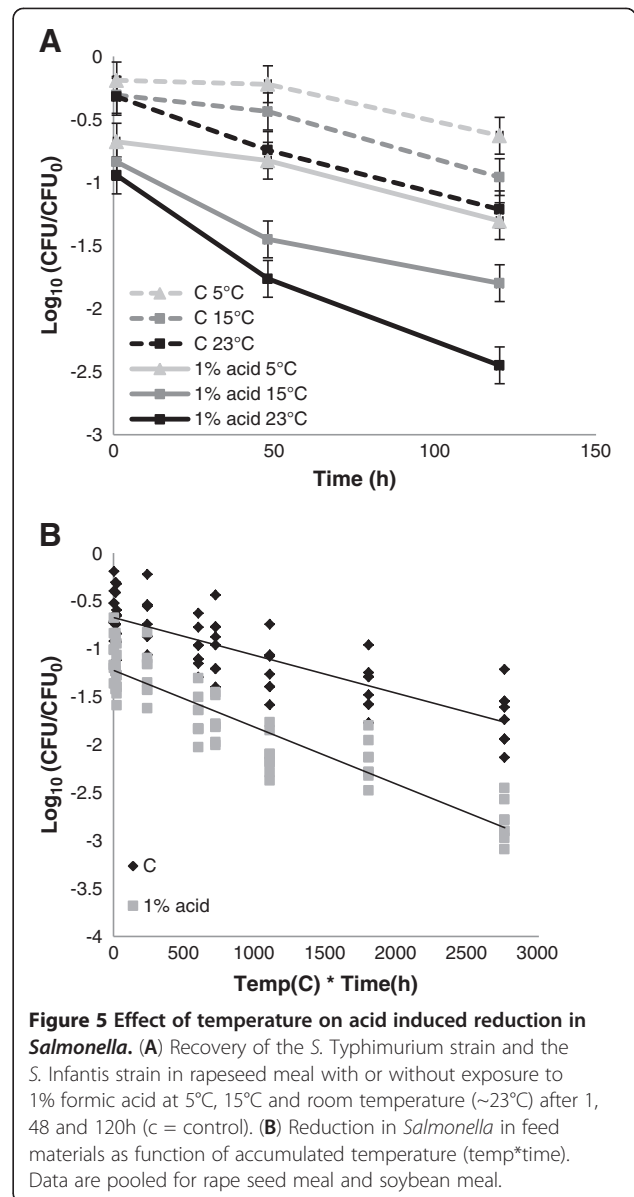 A
0
-0.5
-1
-1.5
-2
-2.5
-3
Log10 (CFU/CFU0)
C 5°C
C 15°C
C 23°C
1% acid 5°C
1% acid 15°C
1% acid 23°C
0 50 100 150
Time (h)
B
0
-0.5
-1
-1.5
-2
-2.5
-3
-3.5
-4
Log10 (CFU/CFU0)
C
1% acid
0 500 1000 1500 2000 2500 3000
Temp(C) * Time(h)
Figure 5 Effect of temperature on acid induced reduction in
Salmonella. (A) Recovery of the S. Typhimurium strain and the
S. Infantis strain in rapeseed meal with or without exposure to
1% formic acid at 5°C, 15°C and room temperature (~23°C) after 1,
48 and 120h (c = control). (B) Reduction in Salmonella in feed
materials as function of accumulated temperature (temp*time).
Data are pooled for rape seed meal and soybean meal.